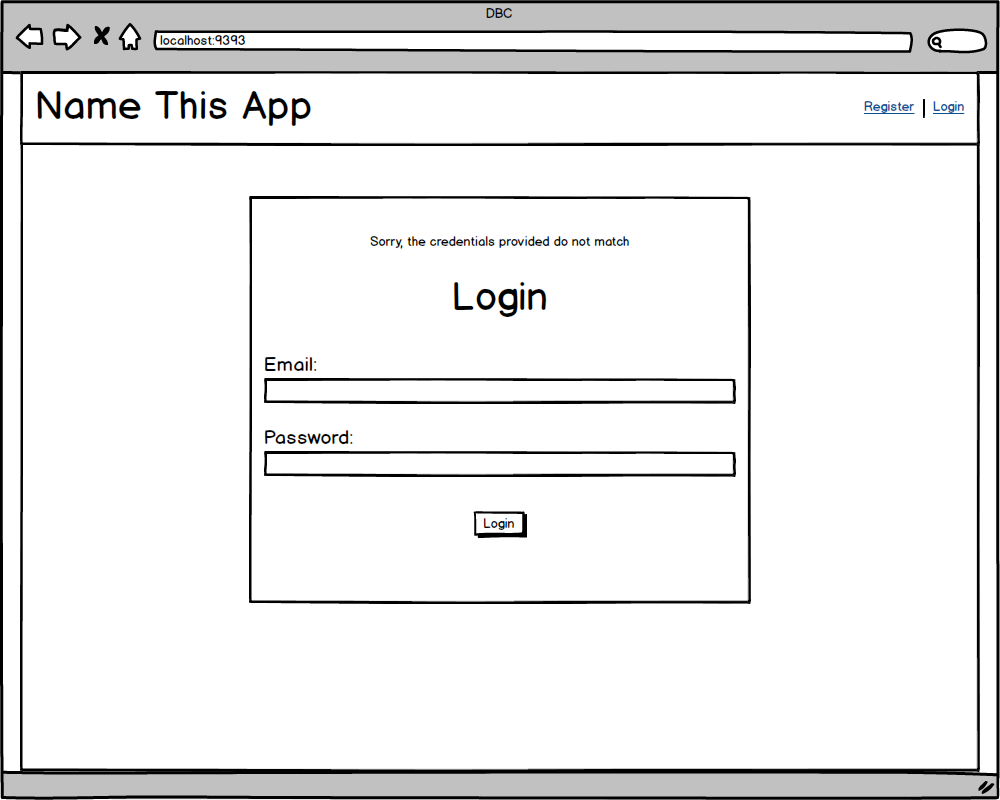 DBC
localhost:9393
Name This App
Register | Login
Sorry, the credentials provided do not match
Login
Email:
Password:
Login